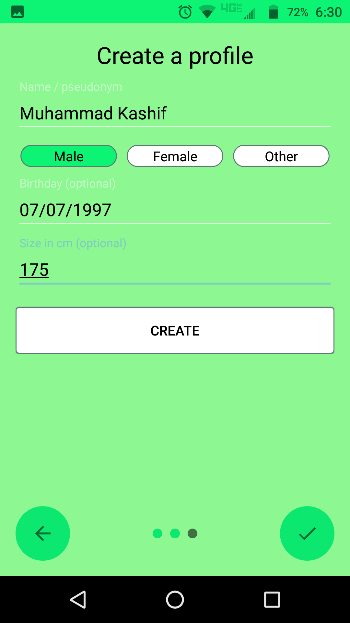 4G 72% 6:30
Create a profile
Name / pseudonym
Muhammad Kashif
Male Female Other
Birthday (optional)
07/07/1997
Size in cm (optional)
175
CREATE